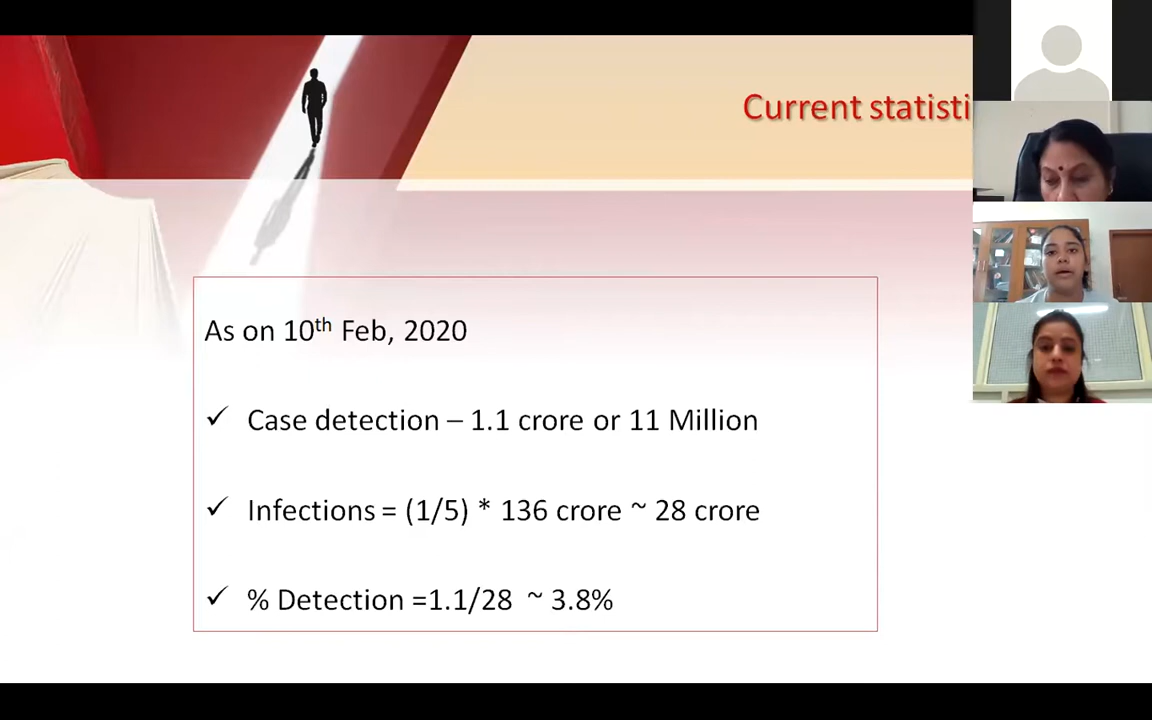 Current statisti
As on 10th Feb, 2020
✓ Case detection – 1.1 crore or 11 Million
✓ Infections = (1/5) * 136 crore ~ 28 crore
✓ % Detection =1.1/28 ~ 3.8%